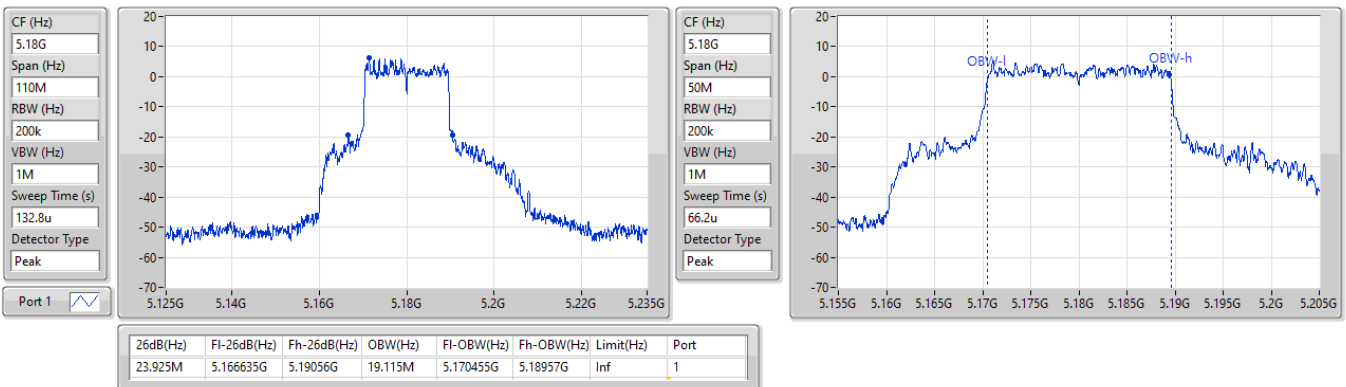 CF (Hz)
5.18G
Span (Hz)
110M
RBW (Hz)
200k
VBW (Hz)
1M
Sweep Time (s)
132.8u
Detector Type
Peak
Port 1
20
10
0
-10
-20
-30
-40
-50
-60
-70
5.125G 5.14G 5.16G 5.18G 5.2G 5.22G 5.235G
CF (Hz)
5.18G
Span (Hz)
50M
RBW (Hz)
200k
VBW (Hz)
1M
Sweep Time (s)
66.2u
Detector Type
Peak
20
10
0
-10
-20
-30
-40
-50
-60
-70
OBW-l OBW-h
5.155G 5.16G 5.165G 5.17G 5.175G 5.18G 5.185G 5.19G 5.195G 5.2G 5.205G
26dB(Hz) Fl-26dB(Hz) Fh-26dB(Hz) OBW(Hz) Fl-OBW(Hz) Fh-OBW(Hz) Limit(Hz) Port
23.925M 5.166635G 5.19056G 19.115M 5.170455G 5.18957G Inf 1